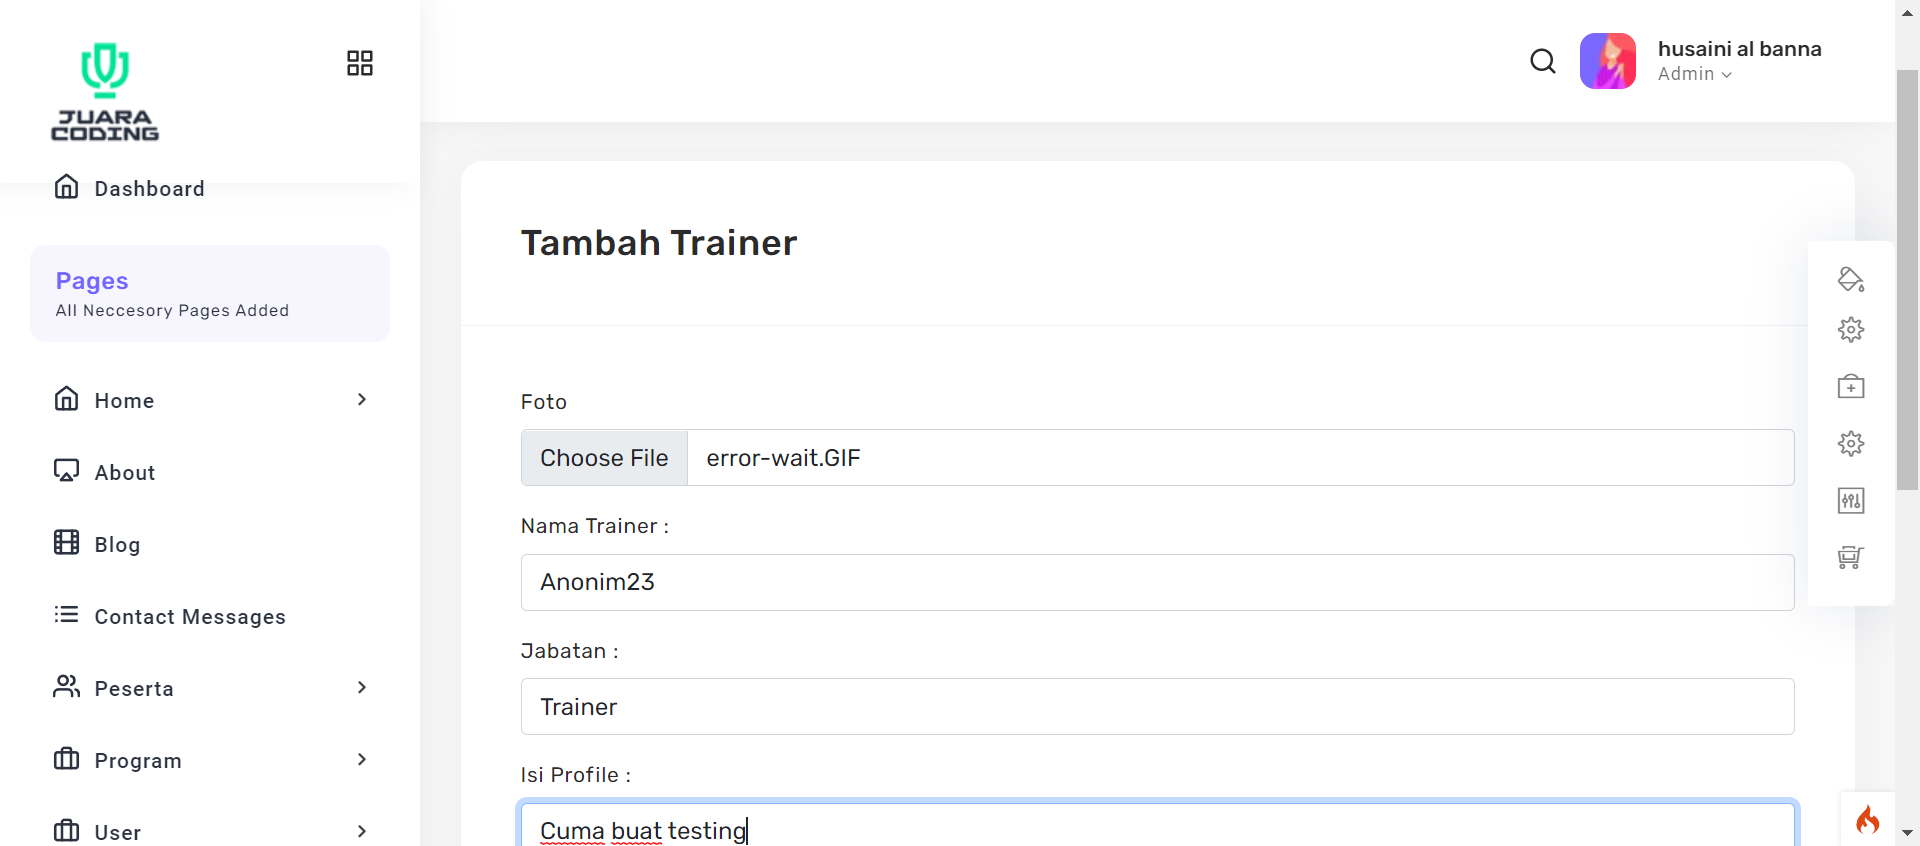 JUARA
CODING
husaini al banna
Admin
Dashboard
Pages
All Neccesory Pages Added
Home
About
Blog
Contact Messages
Peserta
Program
User
Tambah Trainer
Foto
Choose File error-wait.GIF
Nama Trainer :
Anonim23
Jabatan :
Trainer
Isi Profile :
Cuma buat testing